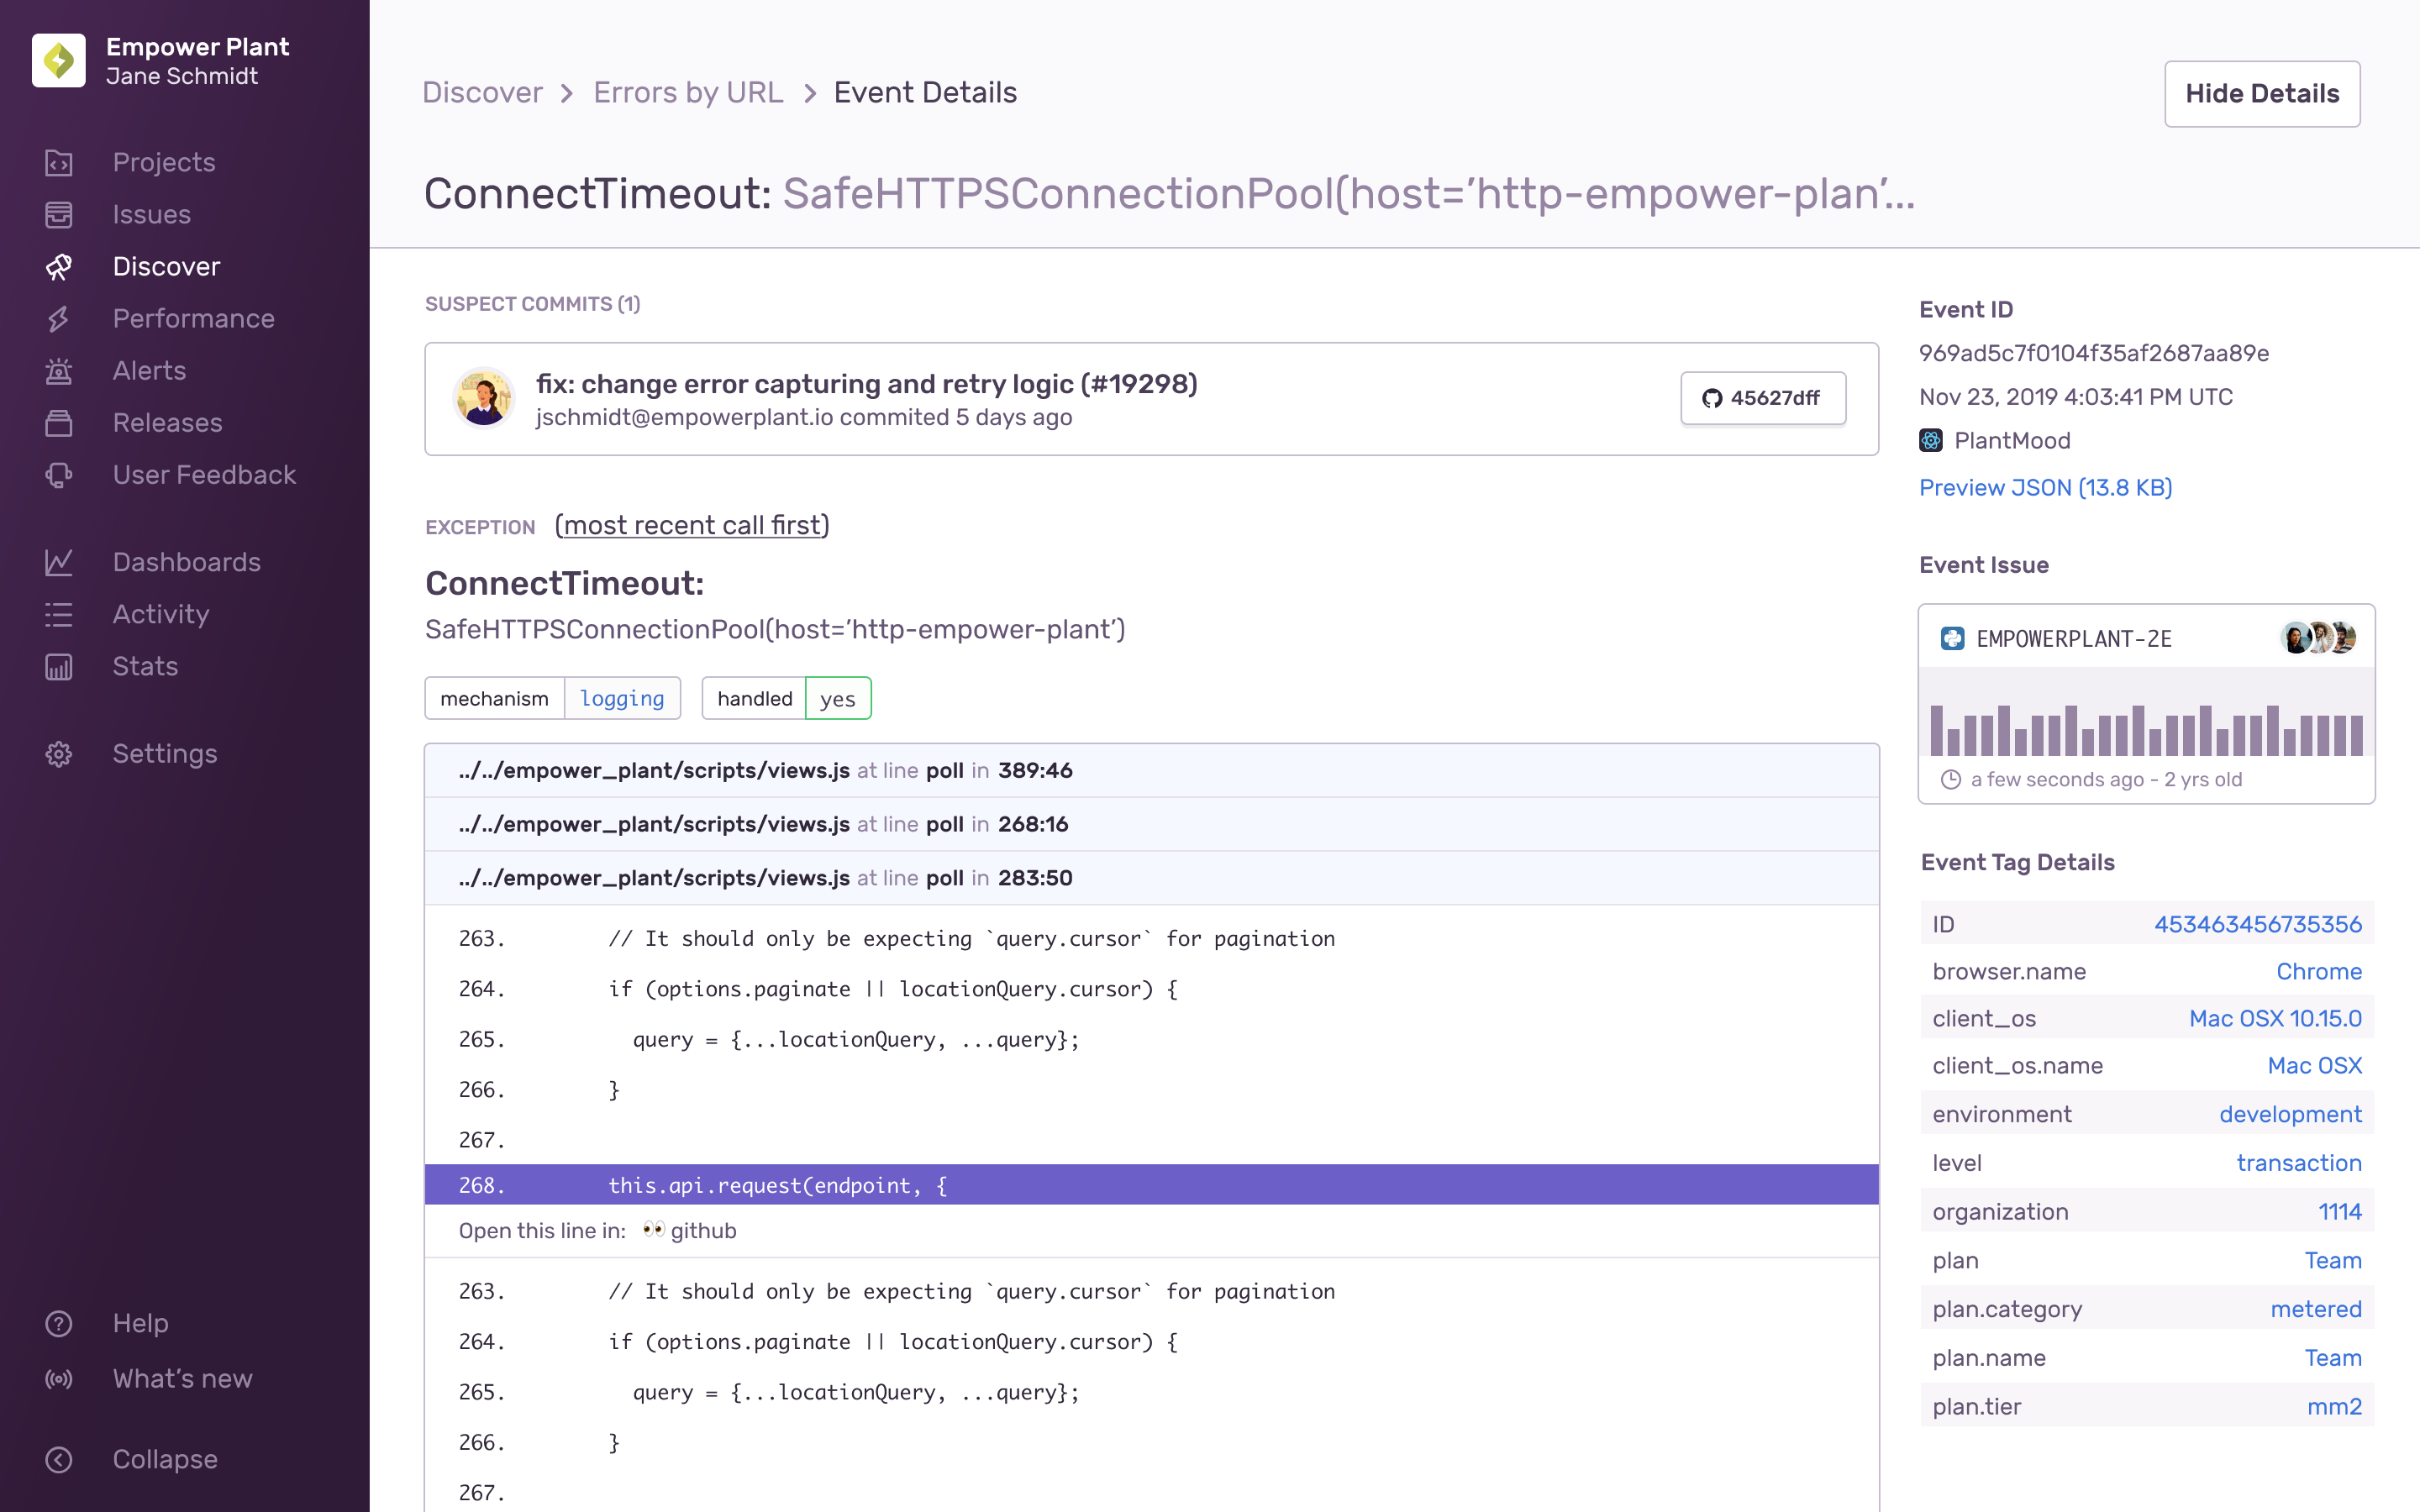 Empower Plant
Jane Schmidt
Projects
Issues
Discover
Performance
Alerts
Releases
User Feedback
Dashboards
Activity
Stats
Settings
Help
What’s new
Collapse
Discover > Errors by URL > Event Details
Hide Details
ConnectTimeout: SafeHTTPSConnectionPool(host=’http-empower-plan’...
SUSPECT COMMITS (1)
fix: change error capturing and retry logic (#19298)
jschmidt@empowerplant.io commited 5 days ago
45627dff
EXCEPTION (most recent call first)
ConnectTimeout:
SafeHTTPSConnectionPool(host=’http-empower-plant’)
mechanism logging handled yes
../../empower_plant/scripts/views.js at line poll in 389:46
../../empower_plant/scripts/views.js at line poll in 268:16
../../empower_plant/scripts/views.js at line poll in 283:50
263. // It should only be expecting `query.cursor` for pagination
264. if (options.paginate || locationQuery.cursor) {
265. query = {...locationQuery, ...query};
266. }
267.
268. this.api.request(endpoint, {
Open this line in: 👀 github
263. // It should only be expecting `query.cursor` for pagination
264. if (options.paginate || locationQuery.cursor) {
265. query = {...locationQuery, ...query};
266. }
267.
Event ID
969ad5c7f0104f35af2687aa89e
Nov 23, 2019 4:03:41 PM UTC
PlantMood
Preview JSON (13.8 KB)
Event Issue
EMPOWERPLANT-2E
a few seconds ago - 2 yrs old
Event Tag Details
ID 453463456735356
browser.name Chrome
client_os Mac OSX 10.15.0
client_os.name Mac OSX
environment development
level transaction
organization 1114
plan Team
plan.category metered
plan.name Team
plan.tier mm2